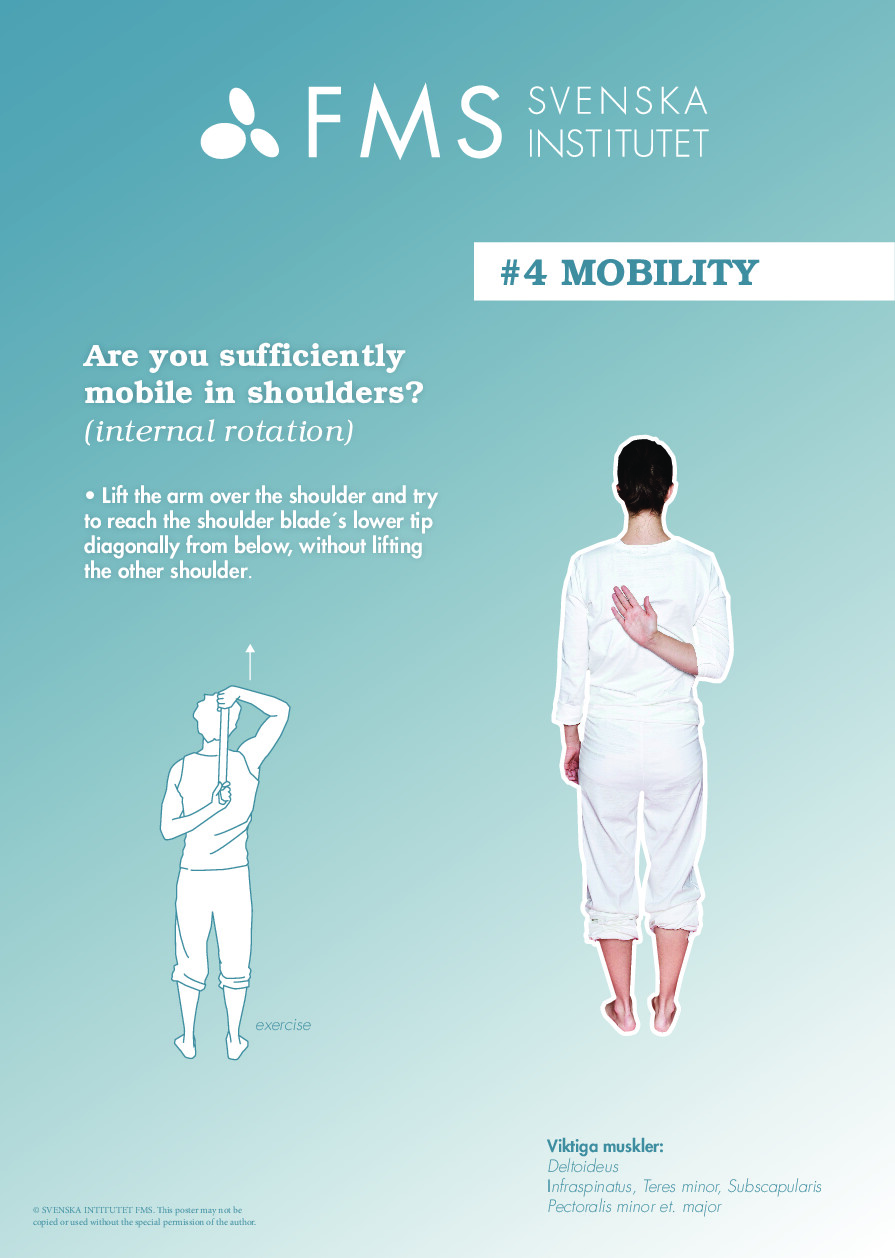 FMS SVENSKA
INSTITUTET
#4 MOBILITY
Are you sufficiently
mobile in shoulders?
(internal rotation)
• Lift the arm over the shoulder and try
to reach the shoulder blade´s lower tip
diagonally from below, without lifting
the other shoulder.
exercise
Viktiga muskler:
Deltoideus
Infraspinatus, Teres minor, Subscapularis
Pectoralis minor et. major
© SVENSKA INTITUTET FMS. This poster may not be
copied or used without the special permission of the author.